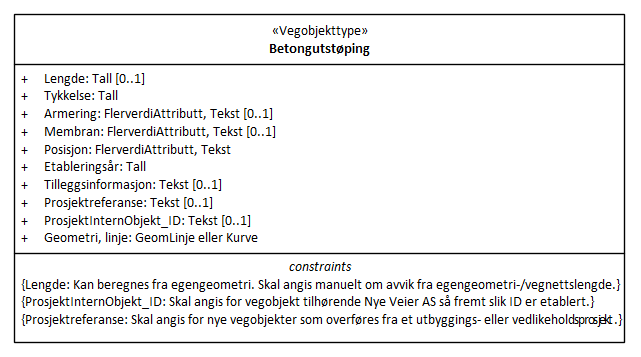 «Vegobjekttype»
Betongutstøping
+ Lengde: Tall [0..1]
+ Tykkelse: Tall
+ Armering: FlerverdiAttributt, Tekst [0..1]
+ Membran: FlerverdiAttributt, Tekst [0..1]
+ Posisjon: FlerverdiAttributt, Tekst
+ Etableringsår: Tall
+ Tilleggsinformasjon: Tekst [0..1]
+ Prosjektreferanse: Tekst [0..1]
+ ProsjektInternObjekt_ID: Tekst [0..1]
+ Geometri, linje: GeomLinje eller Kurve
constraints
{Lengde: Kan beregnes fra egengeometri. Skal angis manuelt om avvik fra egengeometri-/vegnettslengde.}
{ProsjektInternObjekt_ID: Skal angis for vegobjekt tilhørende Nye Veier AS så fremt slik ID er etablert.}
{Prosjektreferanse: Skal angis for nye vegobjekter som overføres fra et utbyggings- eller vedlikeholdsprosjekt.}